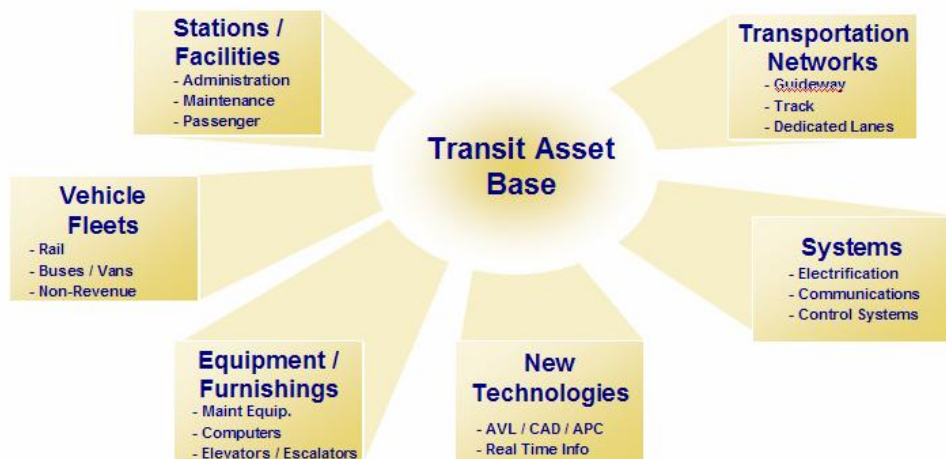 Stations /
Facilities
- Administration
- Maintenance
- Passenger
Transportation
Networks
- Guideway
- Track
- Dedicated Lanes
Transit Asset
Base
Vehicle
Fleets
- Rail
- Buses / Vans
- Non-Revenue
Systems
- Electrification
- Communications
- Control Systems
Equipment /
Furnishings
- Maint Equip.
- Computers
- Elevators / Escalators
New
Technologies
- AVL / CAD / APC
- Real Time Info